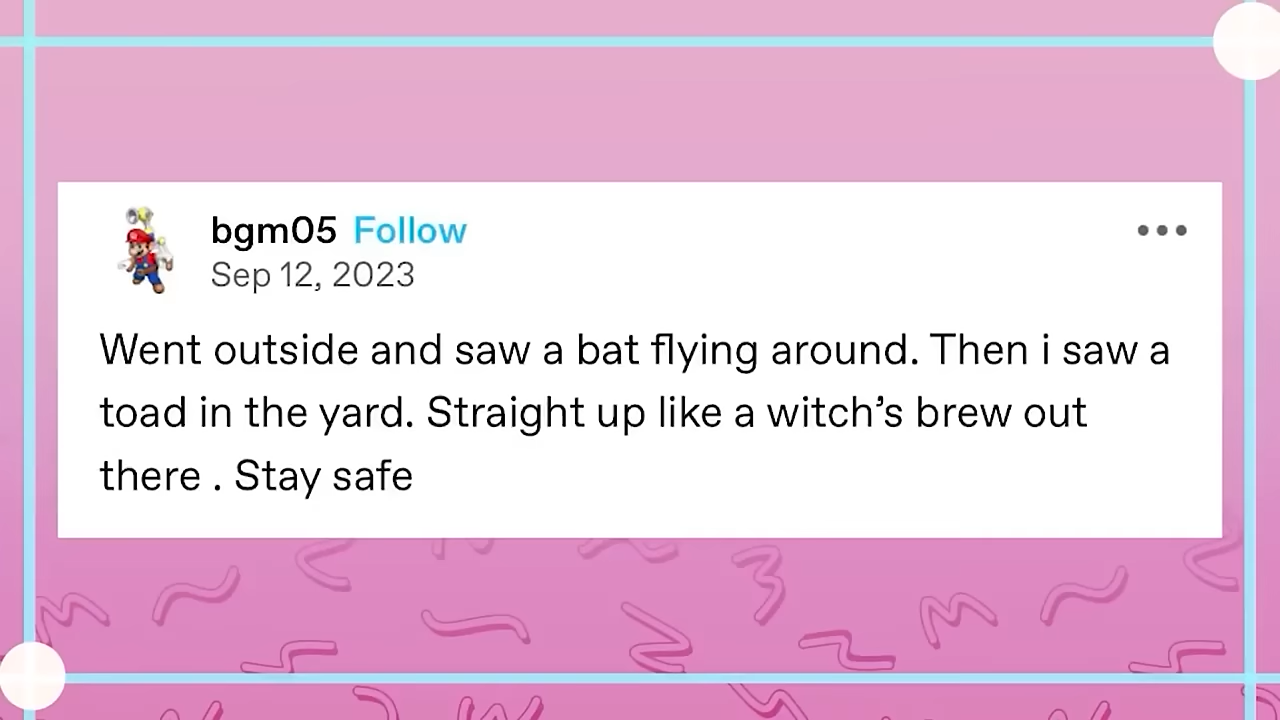 bgm05 Follow
Sep 12, 2023
Went outside and saw a bat flying around. Then i saw a
toad in the yard. Straight up like a witch’s brew out
there . Stay safe